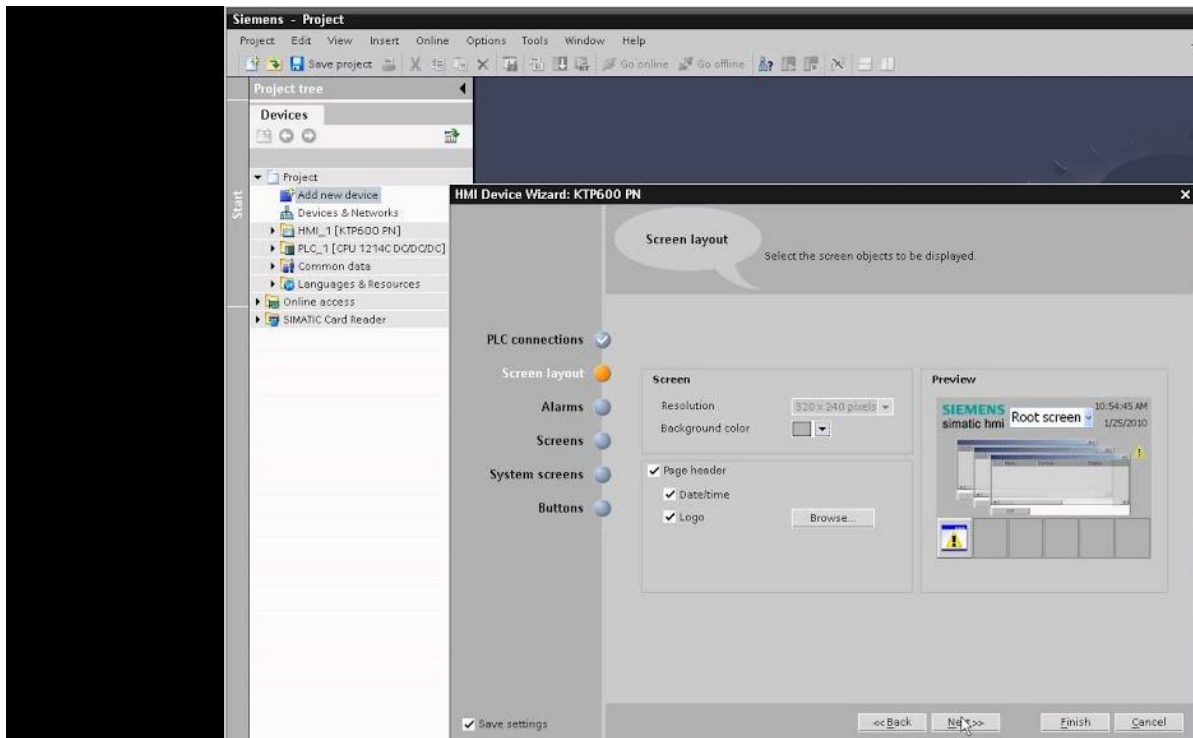 Siemens - Project
Project Edit View Insert Online Options Tools Window Help
Save project Go online Go offline
Project tree
Devices
Start
Project
Add new device
Devices & Networks
HMI_1 [KTP600 PN]
PLC_1 [CPU 1214C DC/DC/DC]
Common data
Languages & Resources
Online access
SIMATIC Card Reader
HMI Device Wizard: KTP600 PN
Screen layout
Select the screen objects to be displayed.
PLC connections
Screen layout
Alarms
Screens
System screens
Buttons
Screen
Resolution 320 x 240 pixels
Background color
Page header
Date/time
Logo Browse...
Preview
SIEMENS
simatic hmi
Root screen
10:54:45 AM
1/25/2010
Save settings
<< Back Next >> Finish Cancel